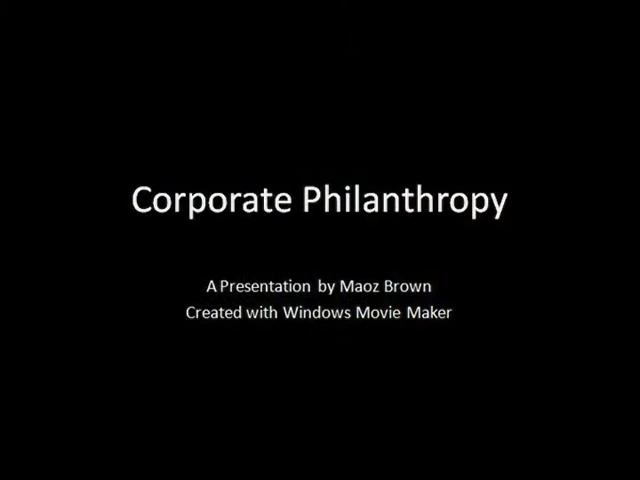 Corporate Philanthropy
A Presentation by Maoz Brown
Created with Windows Movie Maker